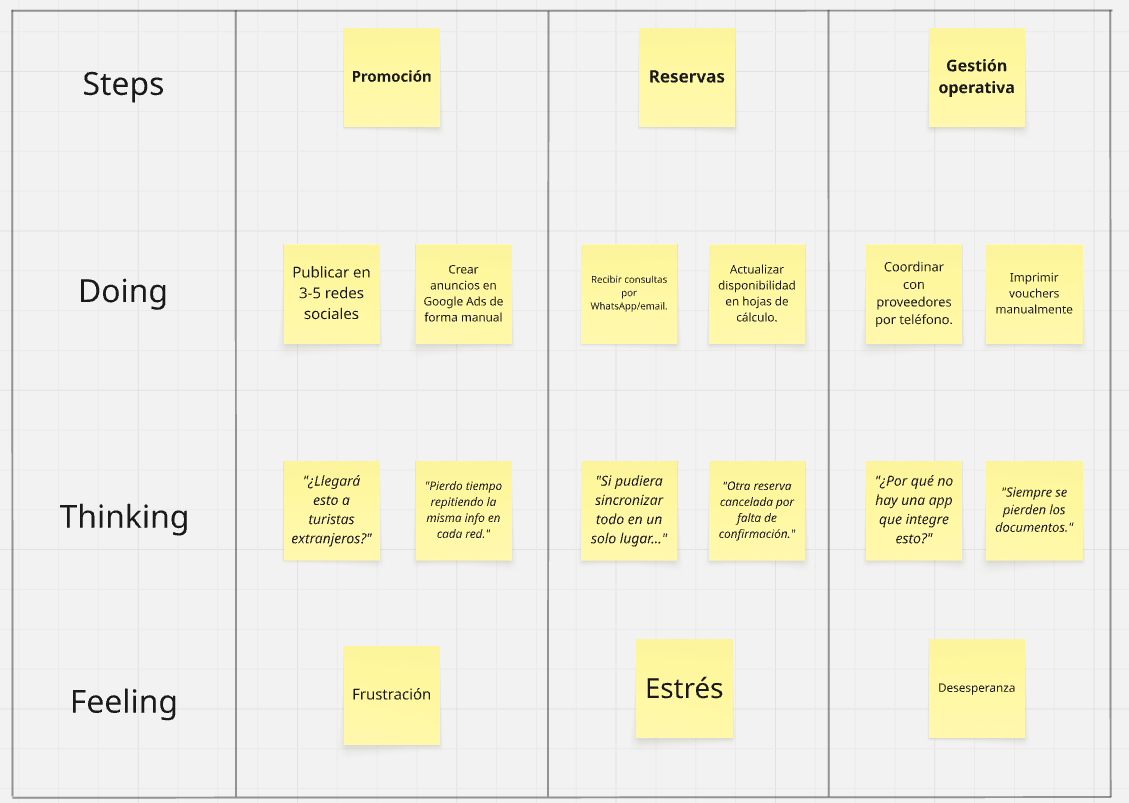 Steps
Promoción
Reservas
Gestión
operativa
Doing
Publicar en
3-5 redes
sociales
Crear
anuncios en
Google Ads de
forma manual
Recibir consultas
por
WhatsApp/email.
Actualizar
disponibilidad
en hojas de
cálculo.
Coordinar
con
proveedores
por teléfono.
Imprimir
vouchers
manualmente
Thinking
"¿Llegará
esto a
turistas
extranjeros?"
"Pierdo tiempo
repitiendo la
misma info en
cada red."
"Si pudiera
sincronizar
todo en un
solo lugar..."
"Otra reserva
cancelada por
falta de
confirmación."
"¿Por qué no
hay una app
que integre
esto?"
"Siempre se
pierden los
documentos."
Feeling
Frustración
Estrés
Desesperanza